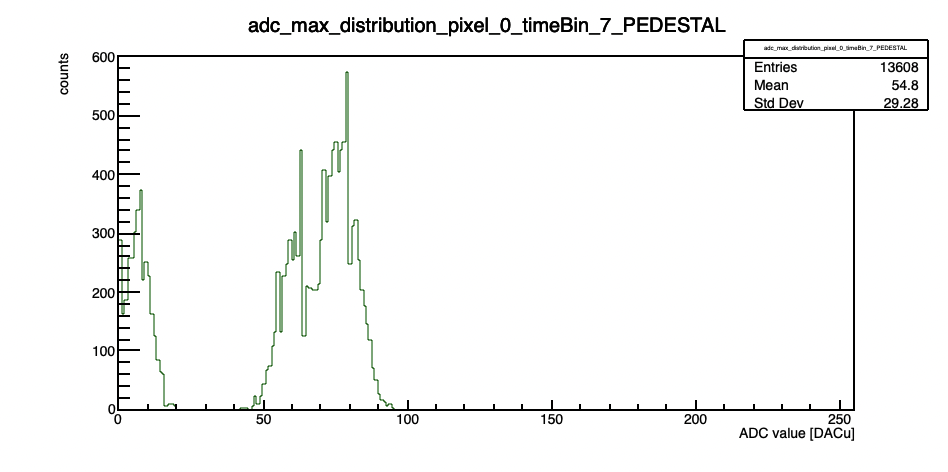 adc_max_distribution_pixel_0_timeBin_7_PEDESTAL
adc_max_distribution_pixel_0_timeBin_7_PEDESTAL
Entries 13608
Mean 54.8
Std Dev 29.28
counts
600
500
400
300
200
100
0
0 50 100 150 200 250
ADC value [DACu]